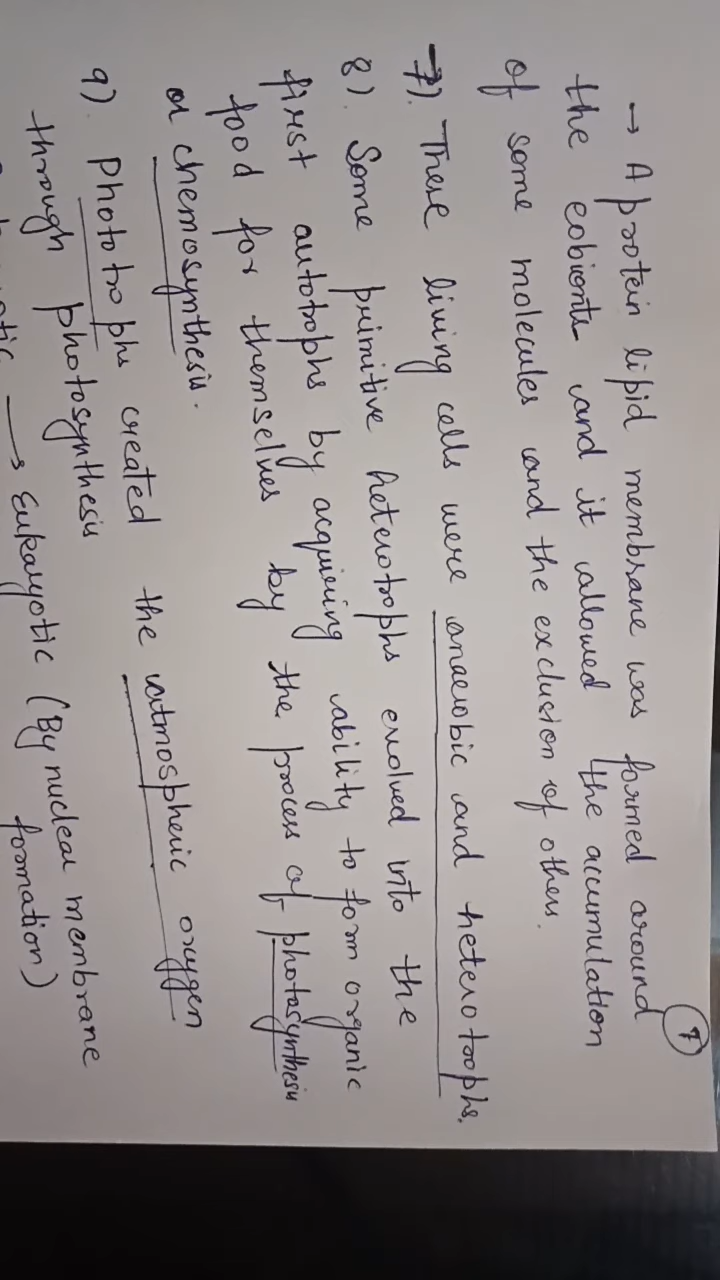 7
→ A protein lipid membrane was formed around
the eobionts and it allowed the accumulation
of some molecules and the exclusion of others.
7). These living cells were anaerobic and heterotrophs.
8). Some primitive heterotrophs evolved into the
first autotrophs by acquiring ability to form organic
food for themselves by the process of photosynthesis
or chemosynthesis.
9). Phototrophs created the atmospheric oxygen
through photosynthesis
→ Eukaryotic (By nuclear membrane
formation)